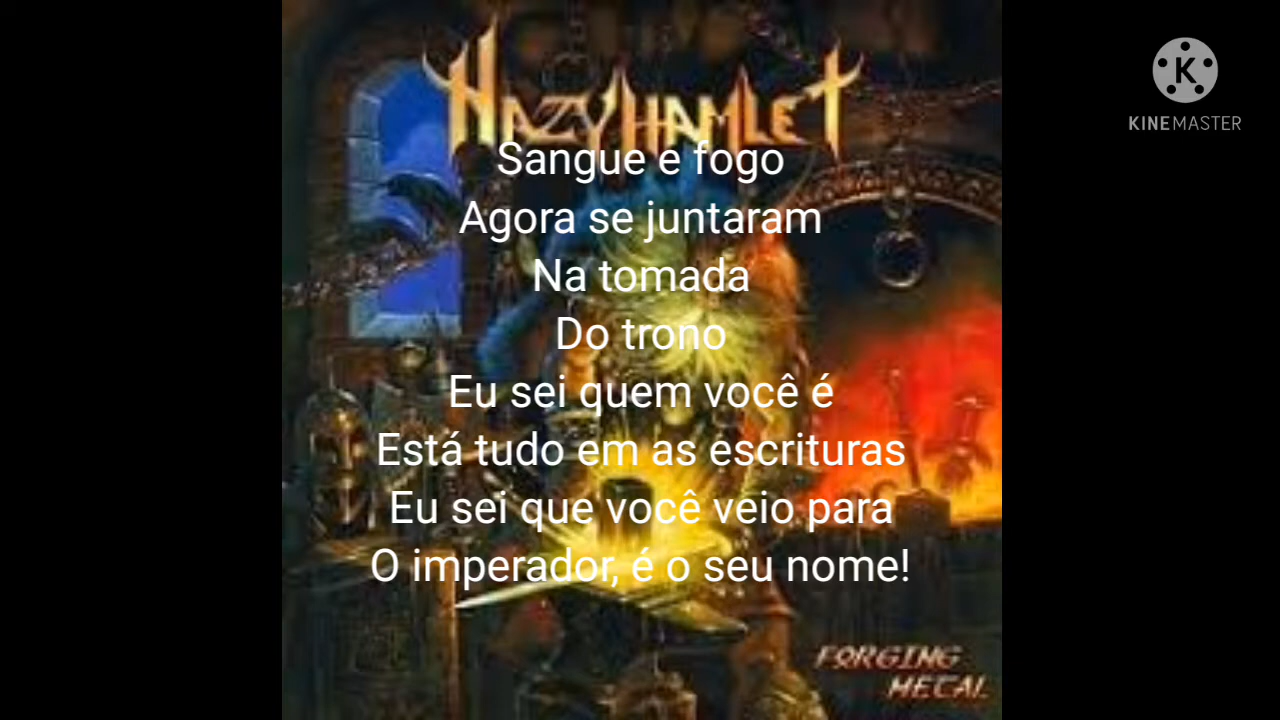 HAZY HAMLET
Sangue e fogo
Agora se juntaram
Na tomada
Do trono
Eu sei quem você é
Está tudo em as escrituras
Eu sei que você veio para
O imperador, é o seu nome!
FORGING
METAL
K
KINEMASTER